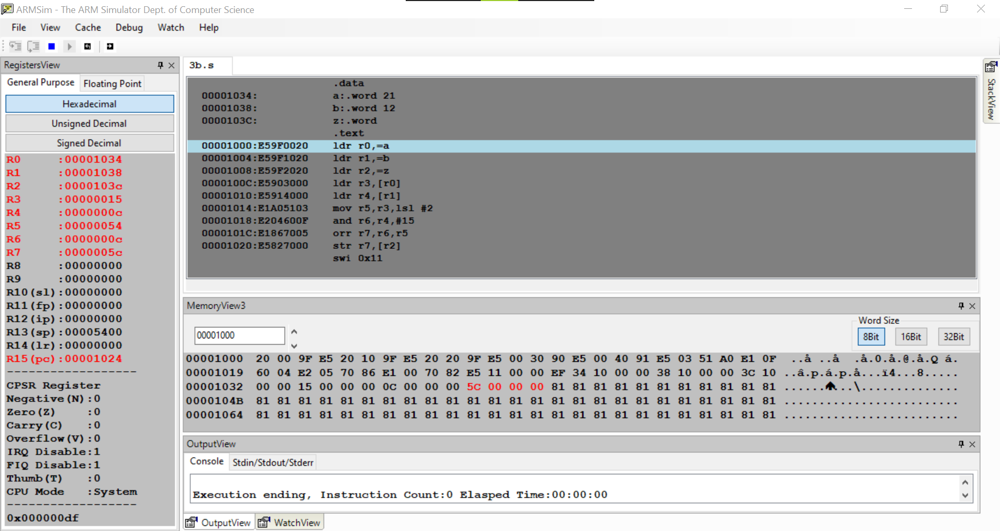 ARMSim - The ARM Simulator Dept. of Computer Science
File View Cache Debug Watch Help
RegistersView
General Purpose Floating Point
Hexadecimal
Unsigned Decimal
Signed Decimal
R0 :00001034
R1 :00001038
R2 :0000103c
R3 :00000015
R4 :0000000c
R5 :00000054
R6 :0000000c
R7 :0000005c
R8 :00000000
R9 :00000000
R10(sl):00000000
R11(fp):00000000
R12(ip):00000000
R13(sp):00005400
R14(lr):00000000
R15(pc):00001024
-------------------
CPSR Register
Negative(N):0
Zero(Z) :0
Carry(C) :0
Overflow(V):0
IRQ Disable:1
FIQ Disable:1
Thumb(T) :0
CPU Mode :System
-------------------
0x000000df
3b.s
.data
00001034: a:.word 21
00001038: b:.word 12
0000103C: z:.word
.text
00001000:E59F0020 ldr r0,=a
00001004:E59F1020 ldr r1,=b
00001008:E59F2020 ldr r2,=z
0000100C:E5903000 ldr r3,[r0]
00001010:E5914000 ldr r4,[r1]
00001014:E1A05103 mov r5,r3,lsl #2
00001018:E204600F and r6,r4,#15
0000101C:E1867005 orr r7,r6,r5
00001020:E5827000 str r7,[r2]
swi 0x11
MemoryView3
00001000
Word Size
8Bit 16Bit 32Bit
00001000 20 00 9F E5 20 10 9F E5 20 20 9F E5 00 30 90 E5 00 40 91 E5 03 51 A0 E1 0F ..å ..å .å.0.å.@.å.Q á.
00001019 60 04 E2 05 70 86 E1 00 70 82 E5 11 00 00 EF 34 10 00 00 38 10 00 00 3C 10 ..â.p.á.p.å...ï4...8.....
00001032 00 00 15 00 00 00 0C 00 00 00 5C 00 00 00 81 81 81 81 81 81 81 81 81 81 81 ..........\..............
0000104B 81 81 81 81 81 81 81 81 81 81 81 81 81 81 81 81 81 81 81 81 81 81 81 81 81 .........................
00001064 81 81 81 81 81 81 81 81 81 81 81 81 81 81 81 81 81 81 81 81 81 81 81 81 81 .........................
OutputView
Console Stdin/Stdout/Stderr
Execution ending, Instruction Count:0 Elasped Time:00:00:00
OutputView WatchView
StackView